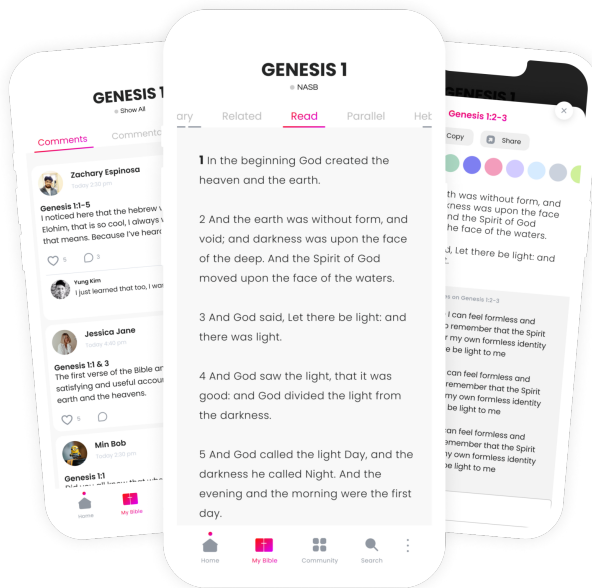 GENESIS 1
Show All
Comments
Zachary Espinosa
Today 2:30 pm
Genesis 1:1-5
I noticed here that the hebrew
Elohim, that is so cool, I always
that means. Because I've
5
3
Yung Kim
I just learned that too, I
Jessica Jane
Today 4:40 pm
Genesis 1:1 & 3
The first verse of the Bible
satisfying and useful
earth and the heavens.
5
Min Bob
Today 2:30 pm
Genesis 1:1
Home
My Bible
GENESIS 1
NASB
Related
Read
Parallel
1 In the beginning God created the
heaven and the earth.
2 And the earth was without form, and
void; and darkness was upon the face
of the deep. And the Spirit of God
moved upon the face of the waters.
3 And God said, Let there be light: and
there was light.
4 And God saw the light, that it was
good: and God divided the light from
the darkness.
5 And God called the light Day, and the
darkness he called Night. And the
evening and the morning were the first
day.
Home
My Bible
Community
Search
Genesis 1:2-3
Copy
Share
was without form, and
was upon the face
and the Spirit of God
the face of the waters.
Let there be light: and
on Genesis 1:2-3
I can feel formless and
remember that the Spirit
my own formless identity
be light to me
can feel formless and
remember that the Spirit
my own formless identity
be light to me
can feel formless and
remember that the Spirit
my own formless identity
be light to me